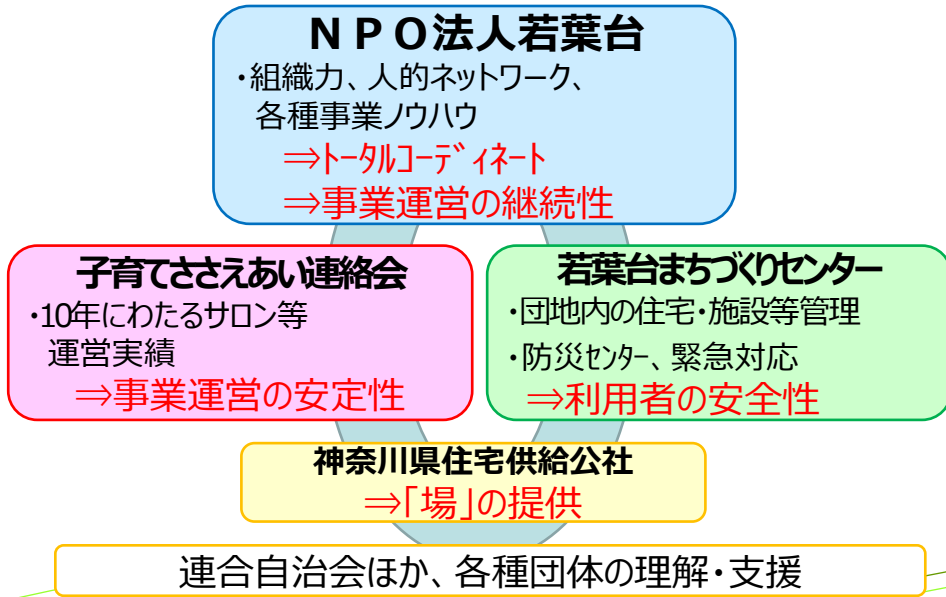 ＮＰＯ法人若葉台
・組織力、人的ネットワーク、
各種事業ノウハウ
⇒ﾄｰﾀﾙｺｰﾃﾞｨﾈｰﾄ
⇒事業運営の継続性
子育てささえあい連絡会
・10年にわたるサロン等
運営実績
⇒事業運営の安定性
若葉台まちづくりセンター
・団地内の住宅・施設等管理
・防災ｾﾝﾀｰ、緊急対応
⇒利用者の安全性
神奈川県住宅供給公社
⇒「場」の提供
連合自治会ほか、各種団体の理解・支援